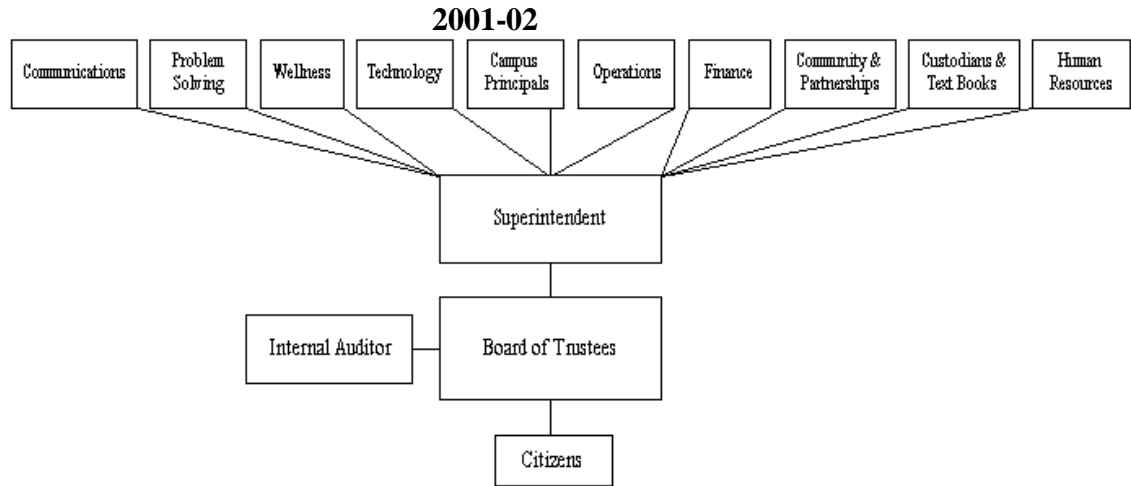 2001-02
Communications
Problem
Solving
Wellness
Technology
Campus
Principals
Operations
Finance
Community &
Partnerships
Custodians &
Text Books
Human
Resources
Superintendent
Internal Auditor
Board of Trustees
Citizens